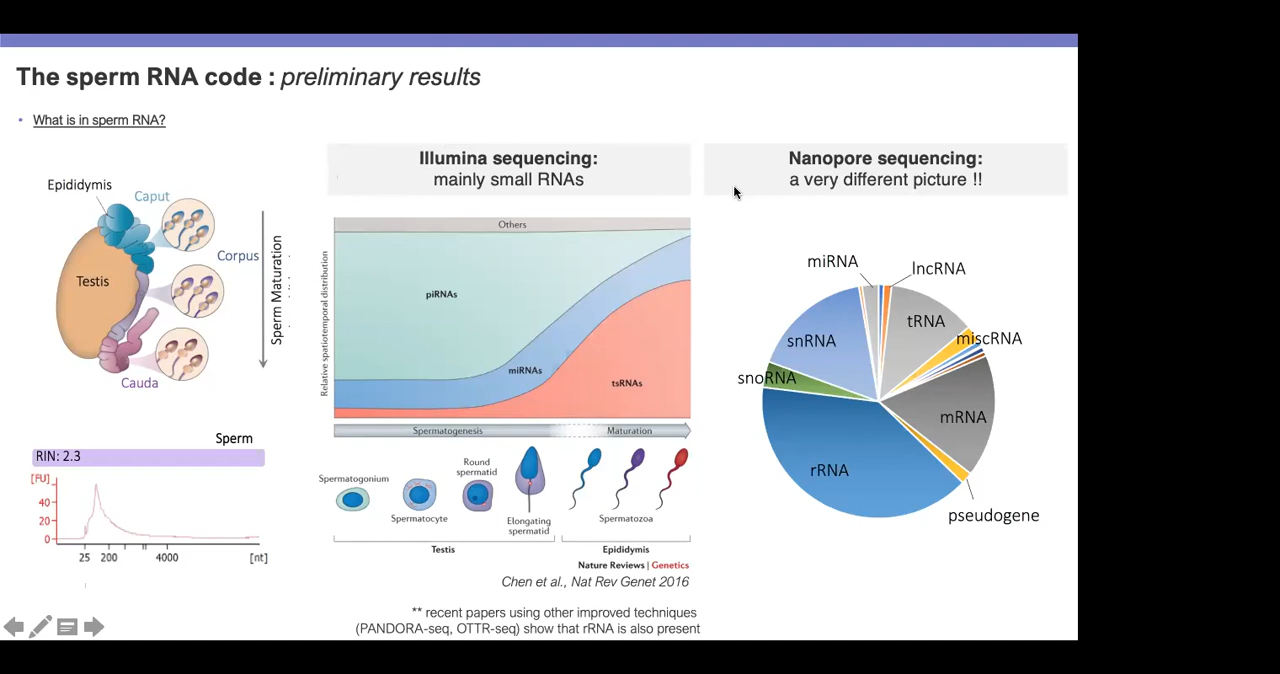 The sperm RNA code : preliminary results
• What is in sperm RNA?
Epididymis
Caput
Corpus
Testis
Cauda
Sperm Maturation
Sperm
RIN: 2.3
[FU]
40
20
0
25 200 4000 [nt]
Illumina sequencing:
mainly small RNAs
Others
Relative spatiotemporal distribution
piRNAs
miRNAs
tsRNAs
Spermatogenesis
Maturation
Spermatogonium
Spermatocyte
Round
spermatid
Elongating
spermatid
Spermatozoa
Testis
Epididymis
Nature Reviews | Genetics
Chen et al., Nat Rev Genet 2016
** recent papers using other improved techniques
(PANDORA-seq, OTTR-seq) show that rRNA is also present
Nanopore sequencing:
a very different picture !!
miRNA
lncRNA
tRNA
miscRNA
snRNA
snoRNA
mRNA
rRNA
pseudogene